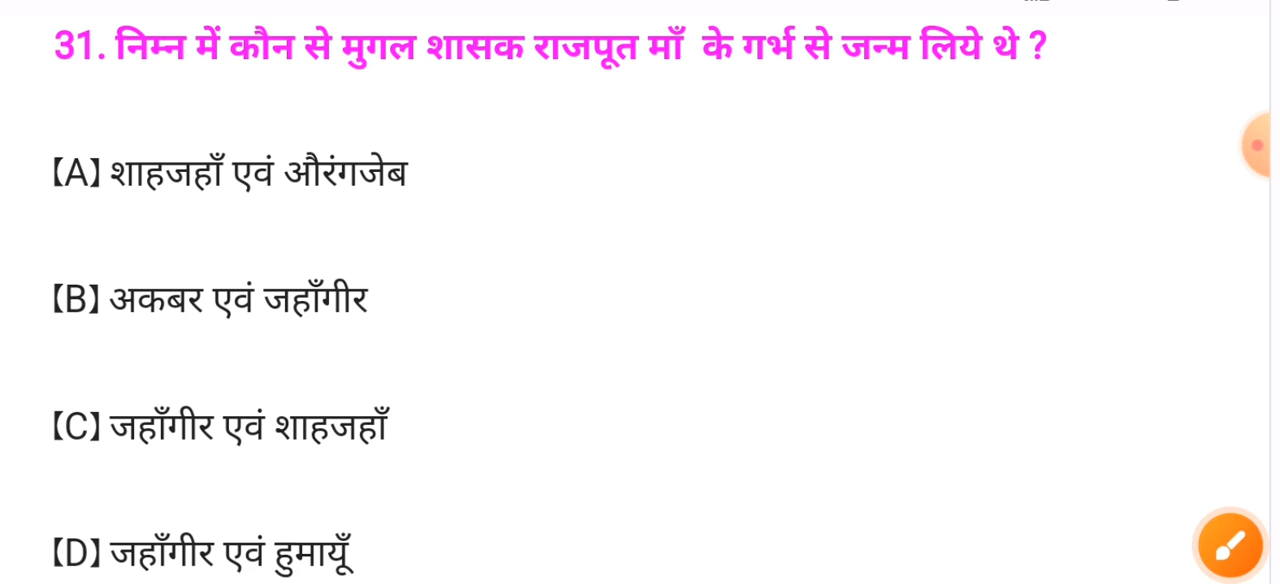 31. निम्न में कौन से मुगल शासक राजपूत माँ के गर्भ से जन्म लिये थे ?
【A】शाहजहाँ एवं औरंगजेब
【B】अकबर एवं जहाँगीर
【C】जहाँगीर एवं शाहजहाँ
【D】जहाँगीर एवं हुमायूँ